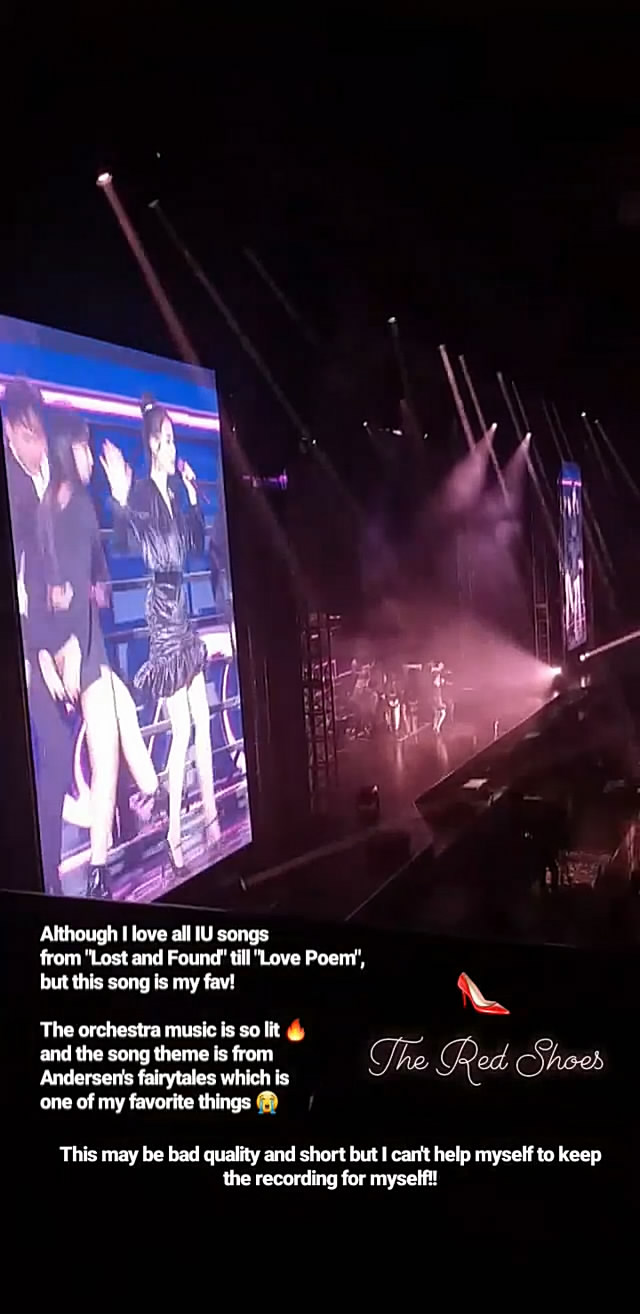 Although I love all IU songs
from "Lost and Found" till "Love Poem",
but this song is my fav!
The orchestra music is so lit 🔥
and the song theme is from
Andersen's fairytales which is
one of my favorite things 😭
👠
The Red Shoes
This may be bad quality and short but I can't help myself to keep
the recording for myself!!